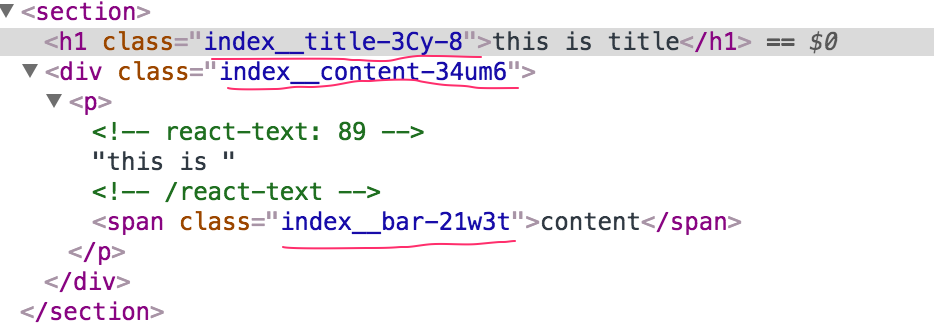 ▼<section>
<h1 class="index__title-3Cy-8">this is title</h1> == $0
▼<div class="index__content-34um6">
▼<p>
<!-- react-text: 89 -->
"this is "
<!-- /react-text -->
<span class="index__bar-21w3t">content</span>
</p>
</div>
</section>